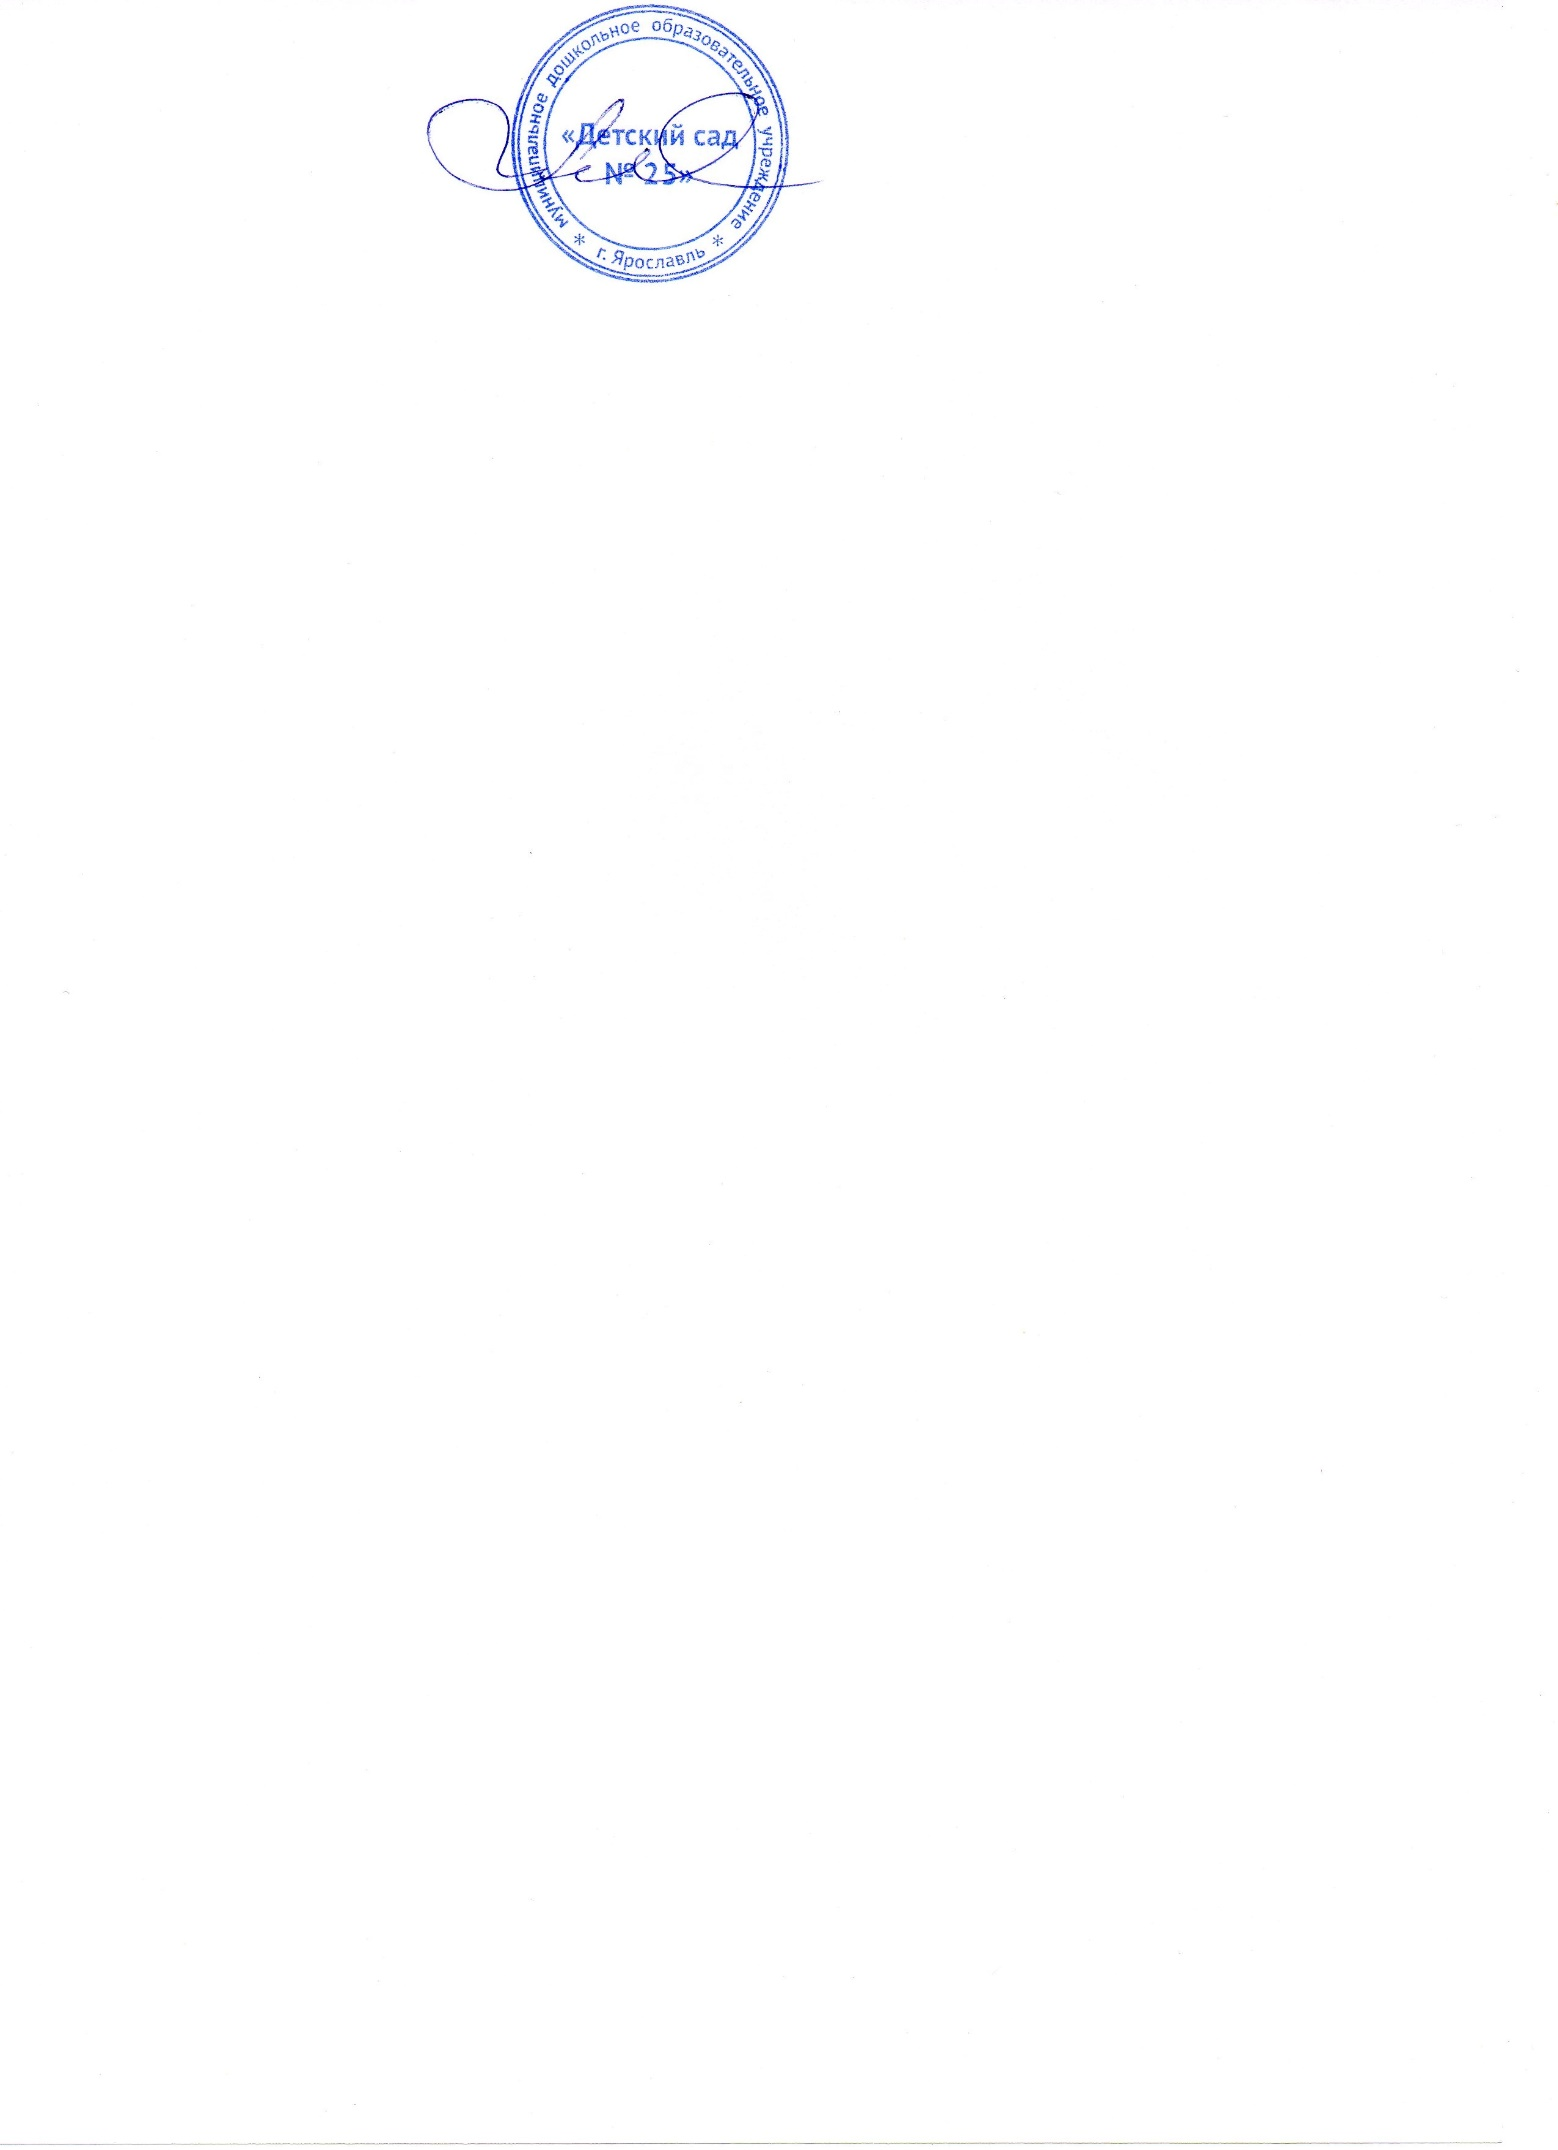 муниципальное дошкольное образовательное учреждение
«Детский сад
№ 25»
* г. Ярославль *